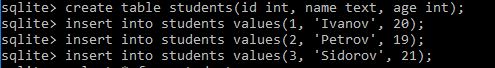 sqlite> create table students(id int, name text, age int);
sqlite> insert into students values(1, 'Ivanov', 20);
sqlite> insert into students values(2, 'Petrov', 19);
sqlite> insert into students values(3, 'Sidorov', 21);